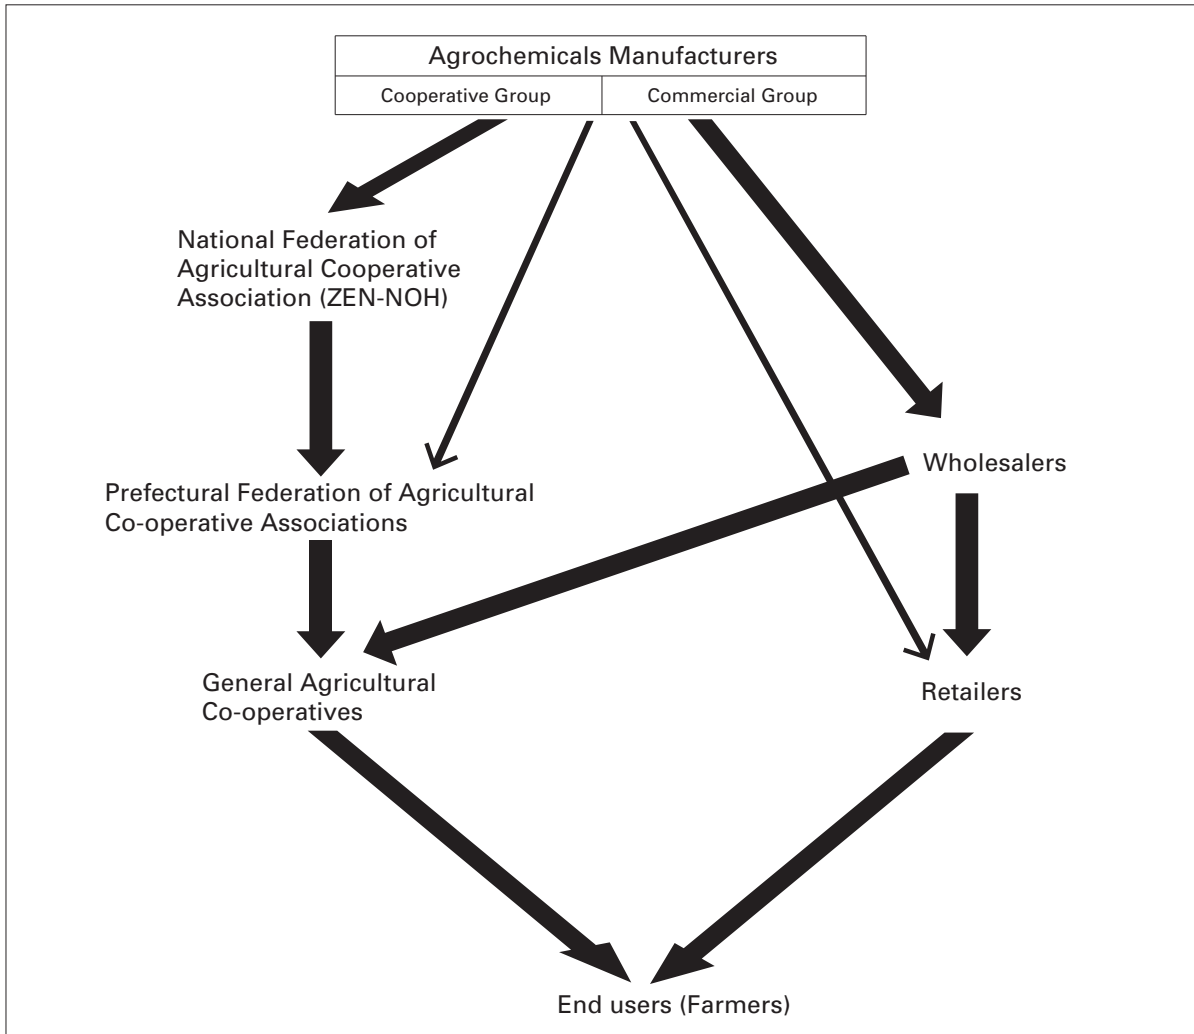 Agrochemicals Manufacturers
Cooperative Group
Commercial Group
National Federation of
Agricultural Cooperative
Association (ZEN-NOH)
Wholesalers
Prefectural Federation of Agricultural
Co-operative Associations
General Agricultural
Co-operatives
Retailers
End users (Farmers)